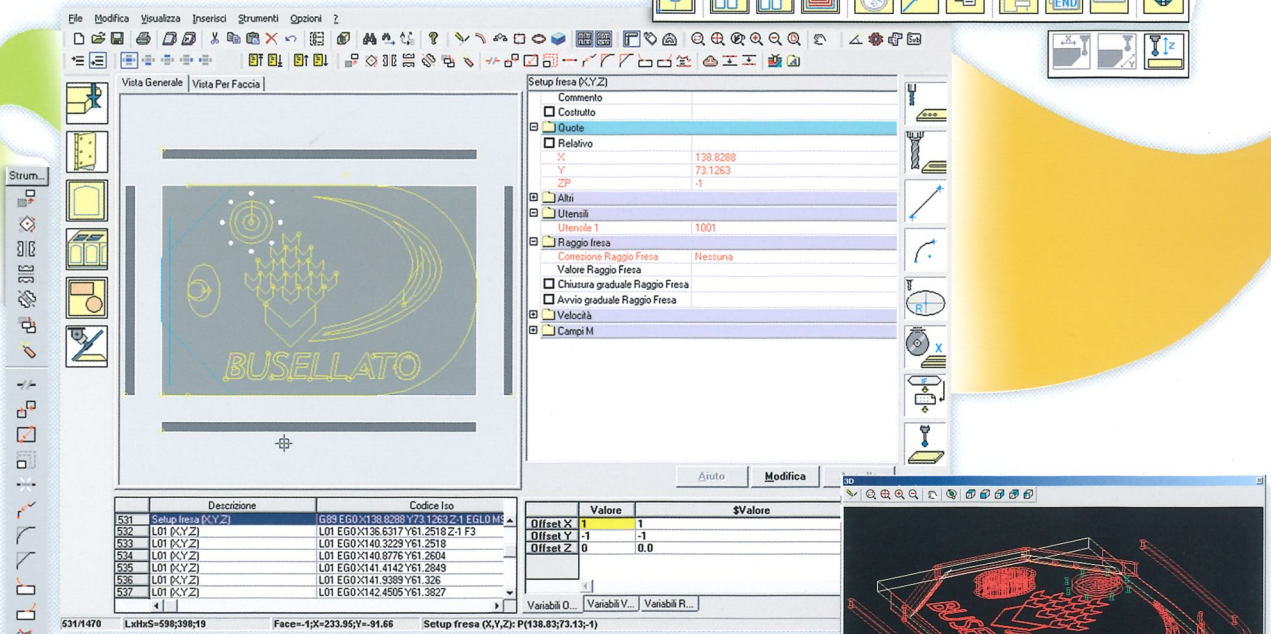 END
File Modifica Visualizza Inserisci Strumenti Opzioni ?
Z
Vista Generale Vista Per Faccia
Setup fresa (X,Y,Z)
Commento
Costrutto
Quote
Relativo
X 138.8288
Y 73.1263
ZP -1
Altri
Utensili
Utensile 1 1001
Raggio fresa
Correzione Raggio Fresa Nessuna
Valore Raggio Fresa
Chiusura graduale Raggio Fresa
Avvio graduale Raggio Fresa
Velocità
Campi M
Strum...
BUSELLATO
R
X
IF
Aiuto Modifica
3D
Descrizione Codice Iso
531 Setup fresa (X,Y,Z) G89 EG0 X138.8288 Y73.1263 Z-1 EGL0 MS
532 L01 (X,Y,Z) L01 EG0 X136.6317 Y61.2518 Z-1 F3
533 L01 (X,Y,Z) L01 EG0 X140.3229 Y61.2518
534 L01 (X,Y,Z) L01 EG0 X140.8776 Y61.2604
535 L01 (X,Y,Z) L01 EG0 X141.4142 Y61.2849
536 L01 (X,Y,Z) L01 EG0 X141.9389 Y61.326
537 L01 (X,Y,Z) L01 EG0 X142.4505 Y61.3827
Valore $Valore
Offset X 1 1
Offset Y -1 -1
Offset Z 0 0.0
Variabili O... Variabili V... Variabili R...
531/1470 LxHxS=598;398;19 Face=-1;X=233.95;Y=-91.66 Setup fresa (X,Y,Z): P(138.83;73.13;-1)